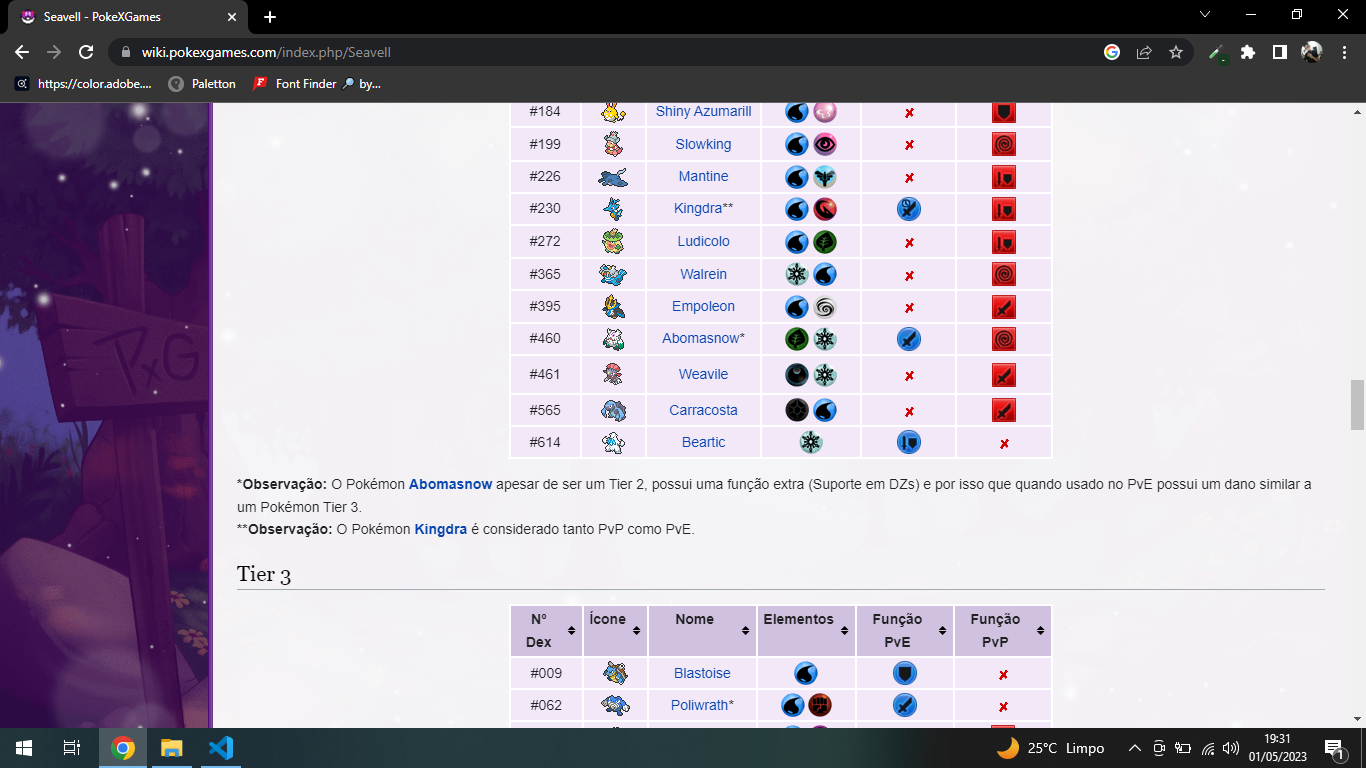 Seavell - PokeXGames
wiki.pokexgames.com/index.php/Seavell
https://color.adobe.... Paletton Font Finder 🔎 by...
#184 Shiny Azumarill
#199 Slowking
#226 Mantine
#230 Kingdra**
#272 Ludicolo
#365 Walrein
#395 Empoleon
#460 Abomasnow*
#461 Weavile
#565 Carracosta
#614 Beartic
*Observação: O Pokémon Abomasnow apesar de ser um Tier 2, possui uma função extra (Suporte em DZs) e por isso que quando usado no PvE possui um dano similar a
um Pokémon Tier 3.
**Observação: O Pokémon Kingdra é considerado tanto PvP como PvE.
PxG
Tier 3
Nº Dex Ícone Nome Elementos Função PvE Função PvP
#009 Blastoise
#062 Poliwrath*
25°C Limpo 19:31
01/05/2023 1